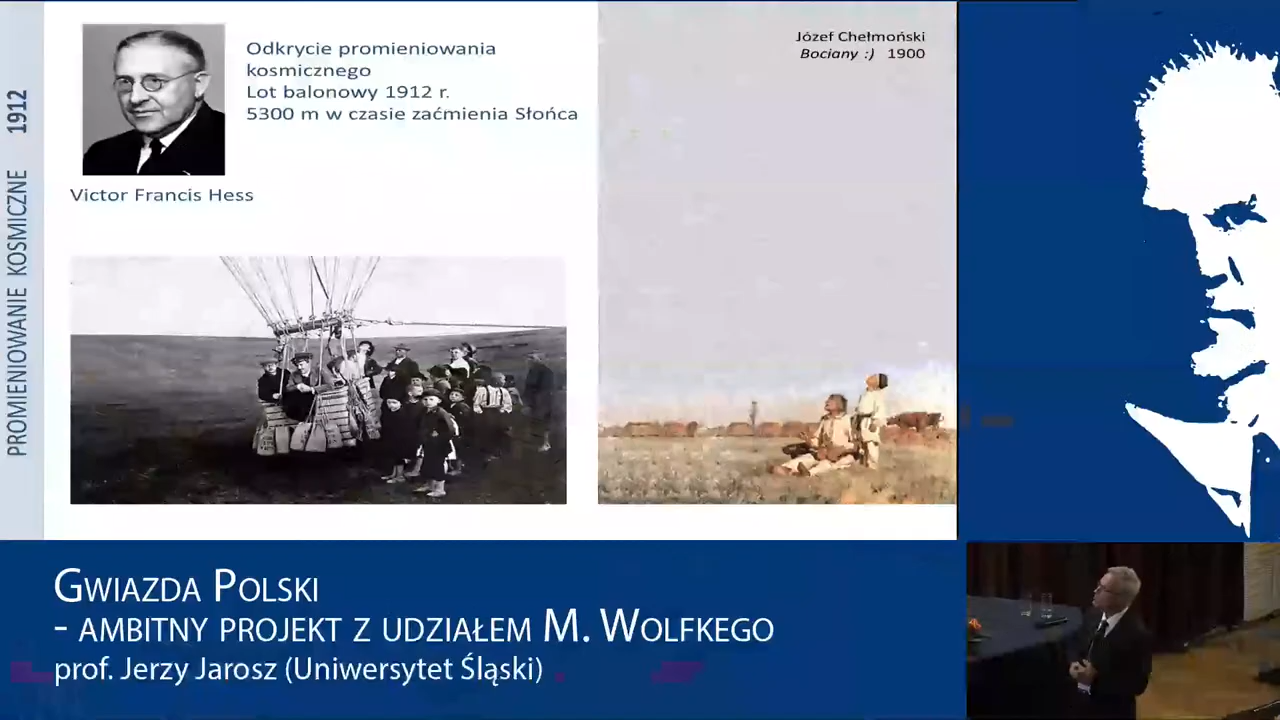 PROMIENIOWANIE KOSMICZNE 1912
Odkrycie promieniowania
kosmicznego
Lot balonowy 1912 r.
5300 m w czasie zaćmienia Słońca
Victor Francis Hess
Józef Chełmoński
Bociany :) 1900
GWIAZDA POLSKI
- AMBITNY PROJEKT Z UDZIAŁEM M. WOLFKEGO
prof. Jerzy Jarosz (Uniwersytet Śląski)